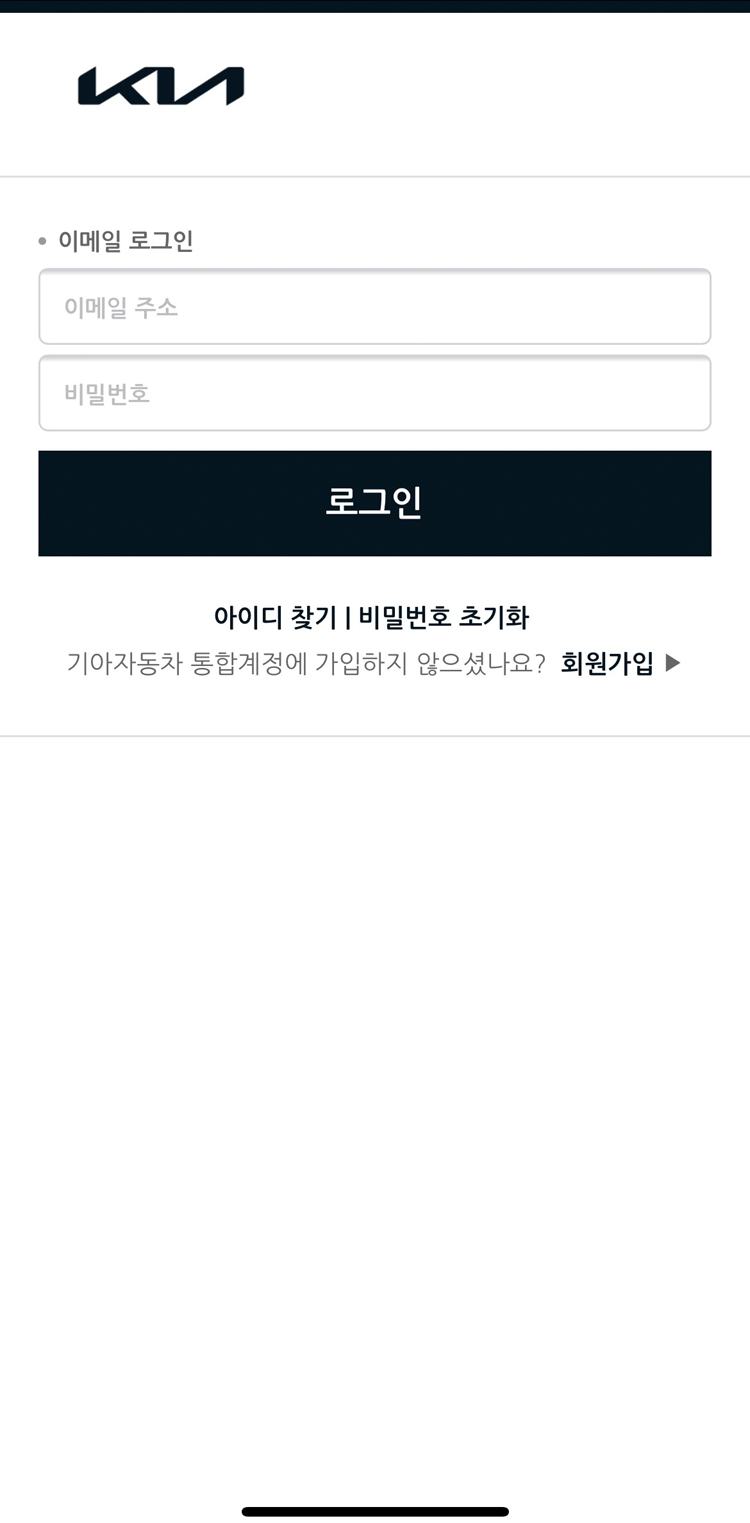 KIA
이메일 로그인
이메일 주소
비밀번호
로그인
아이디 찾기 | 비밀번호 초기화
기아자동차 통합계정에 가입하지 않으셨나요? 회원가입 ▶